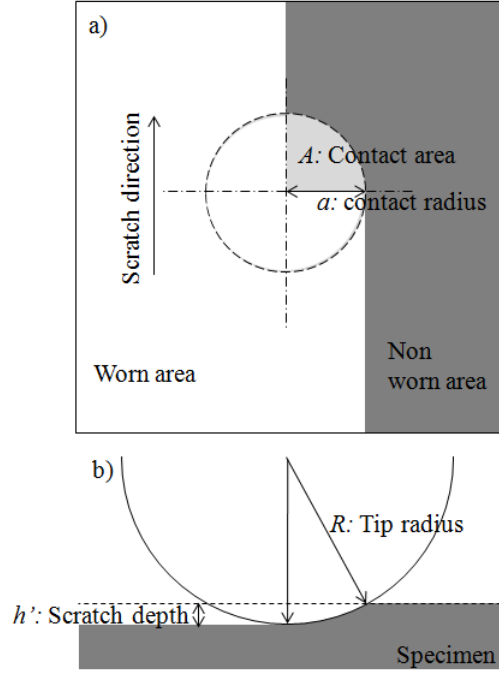 a)
Scratch direction
A: Contact area
a: contact radius
Worn area
Non
worn area
b)
R: Tip radius
h’: Scratch depth
Specimen